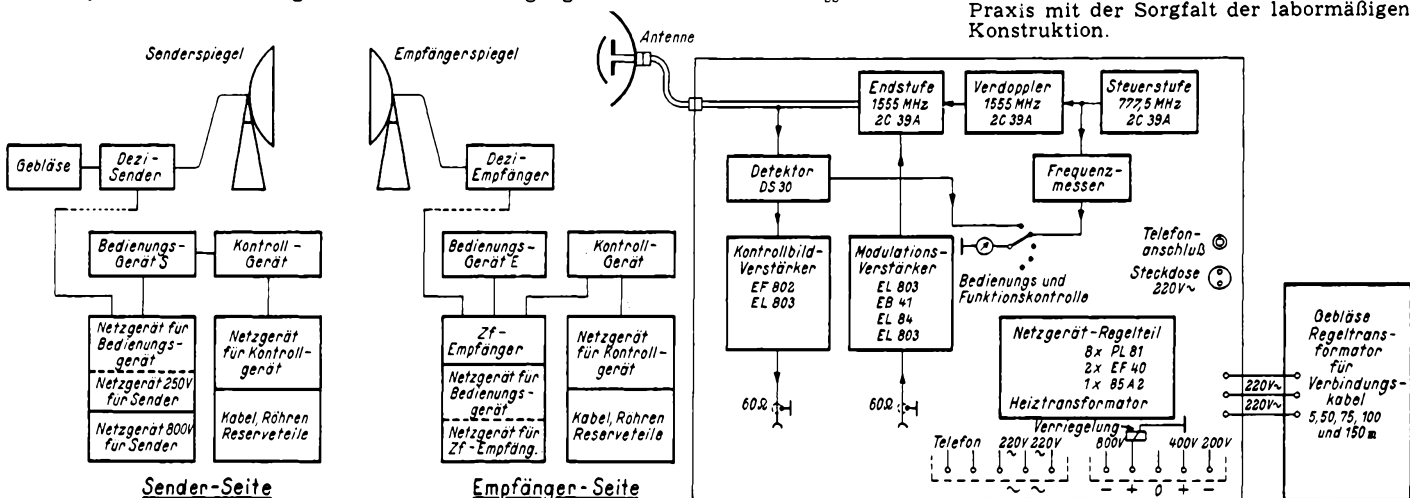 Praxis mit der Sorgfalt der labormäßigen
Konstruktion.
Senderspiegel
Gebläse
Dezi-
Sender
Bedienungs-
Gerät S
Kontroll-
Gerät
Netzgerät für
Bedienungs-
gerät
Netzgerät 250V
für Sender
Netzgerät 800V
für Sender
Netzgerät
für Kontroll-
gerät
Kabel, Röhren
Reserveteile
Sender-Seite
Empfängerspiegel
Dezi-
Empfänger
Bedienungs-
Gerät E
Kontroll-
Gerät
Zf-
Empfänger
Netzgerät für
Bedienungs-
gerät
Netzgerät für
Zf-Empfäng.
Netzgerät
für Kontroll-
gerät
Kabel, Röhren
Reserveteile
Empfänger-Seite
Antenne
Endstufe
1555 MHz
2C 39A
Verdoppler
1555 MHz
2C 39A
Steuerstufe
777,5 MHz
2C 39A
Detektor
DS 30
Frequenz-
messer
Kontrollbild-
Verstärker
EF 802
EL 803
Modulations-
Verstärker
EL 803
EB 41
EL 84
EL 803
Bedienungs und
Funktionskontrolle
Telefon-
anschluß
Steckdose
220V~
60Ω
60Ω
Netzgerät-Regelteil
8x PL 81
2x EF 40
1x 85 A2
Heiztransformator
Verriegelung
Telefon
220V 220V
~ ~
800V
400V 200V
~ ~
- + 0 + -
220V~
220V~
Gebläse
Regeltrans-
formator
für
Verbindungs-
kabel
5,50,75,100
und 150m